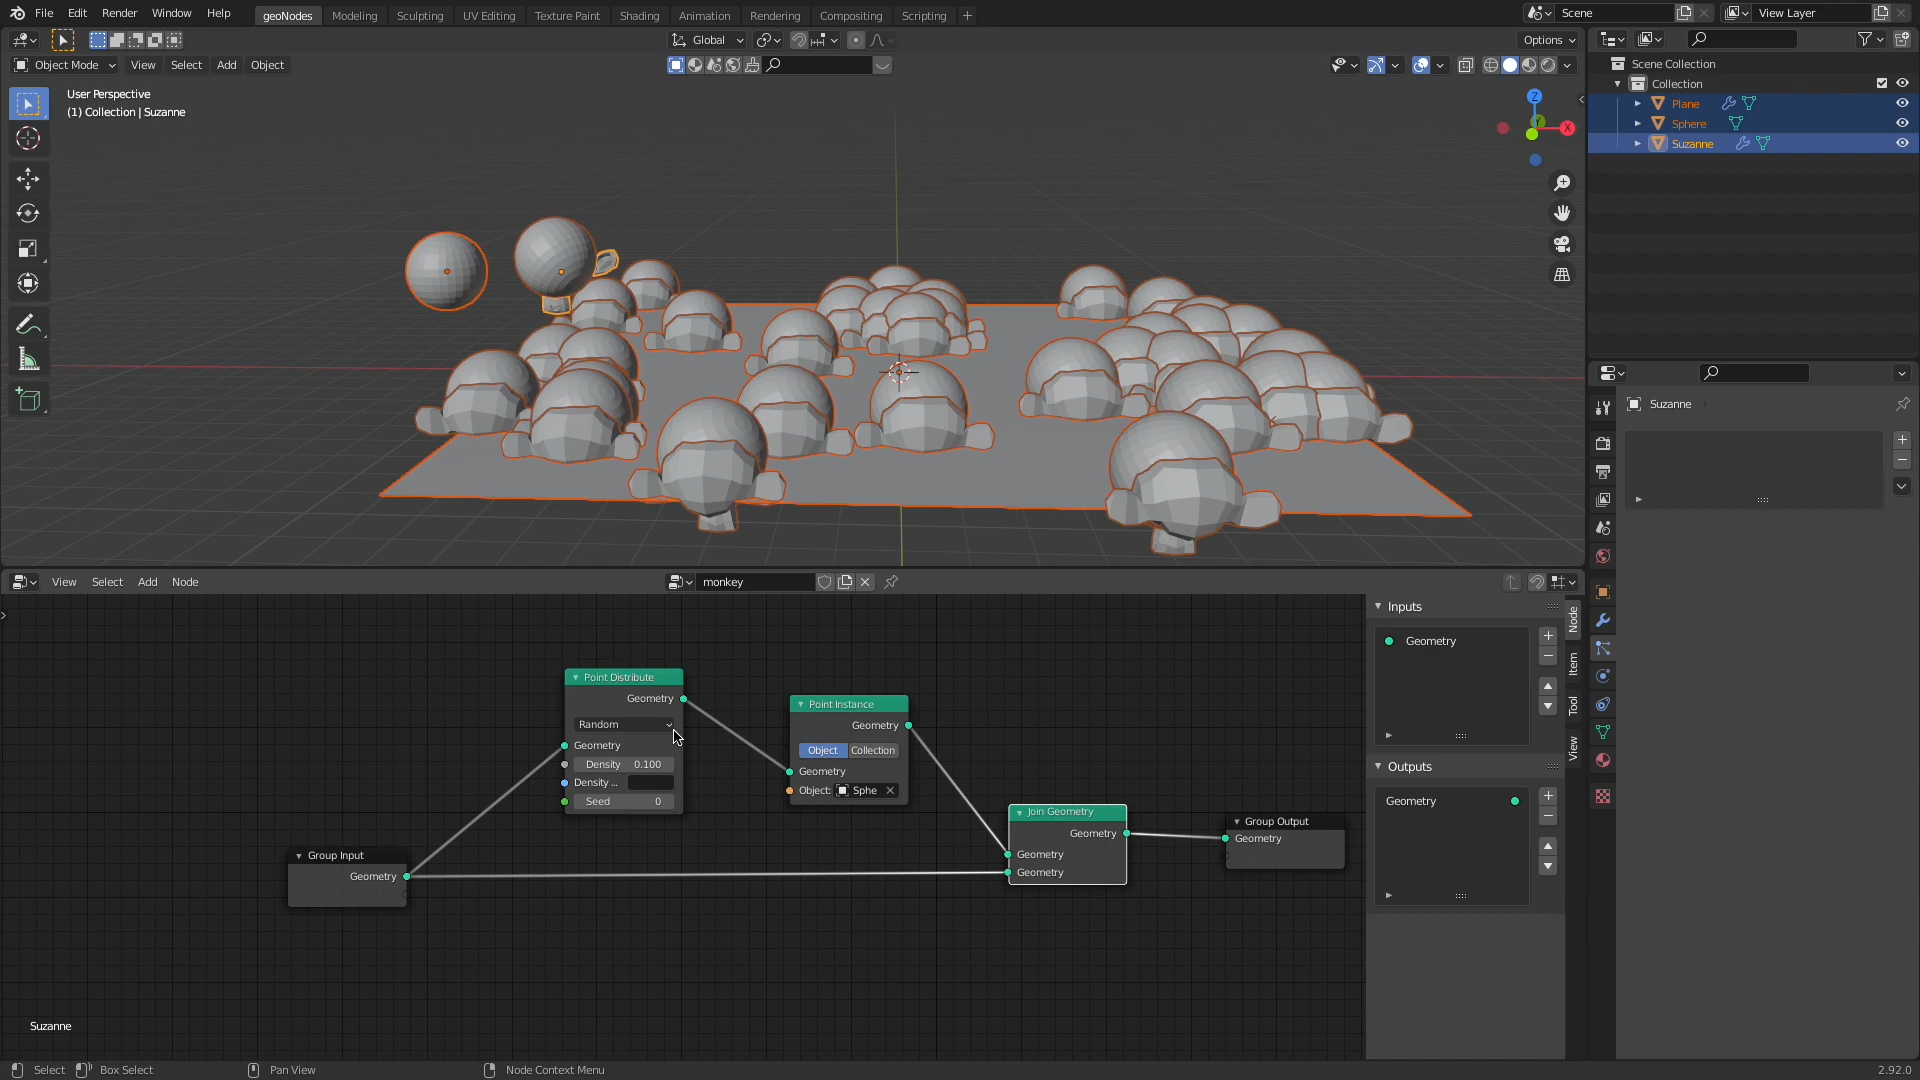 File Edit Render Window Help geoNodes Modeling Sculpting UV Editing Texture Paint Shading Animation Rendering Compositing Scripting + Scene View Layer
Global Options
Object Mode View Select Add Object
User Perspective
(1) Collection | Suzanne
Z
X
Scene Collection
Collection
Plane
Sphere
Suzanne
Suzanne
View Select Add Node monkey
Point Distribute
Geometry
Random
Geometry
Density 0.100
Density ...
Seed 0
Point Instance
Geometry
Object Collection
Geometry
Object: Sphe
Join Geometry
Geometry
Geometry
Geometry
Group Output
Geometry
Group Input
Geometry
Inputs
Geometry
Outputs
Geometry
Node
Item
Tool
View
Suzanne
Select Box Select Pan View Node Context Menu 2.92.0